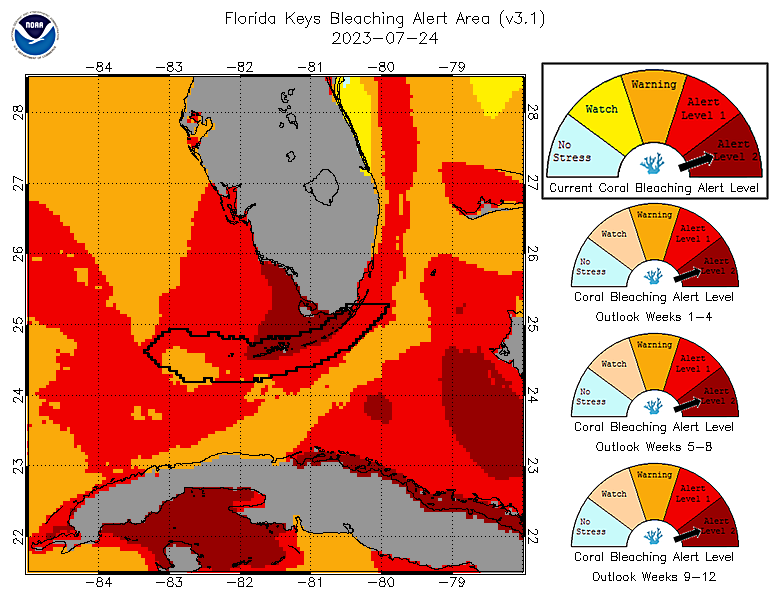 NOAA
Florida Keys Bleaching Alert Area (v3.1)
2023-07-24
-84 -83 -82 -81 -80 -79
28 28
27 27
26 26
25 25
24 24
23 23
22 22
-84 -83 -82 -81 -80 -79
No Stress
Watch
Warning
Alert Level 1
Alert Level 2
Current Coral Bleaching Alert Level
No Stress
Watch
Warning
Alert Level 1
Alert Level 2
Coral Bleaching Alert Level
Outlook Weeks 1-4
No Stress
Watch
Warning
Alert Level 1
Alert Level 2
Coral Bleaching Alert Level
Outlook Weeks 5-8
No Stress
Watch
Warning
Alert Level 1
Alert Level 2
Coral Bleaching Alert Level
Outlook Weeks 9-12